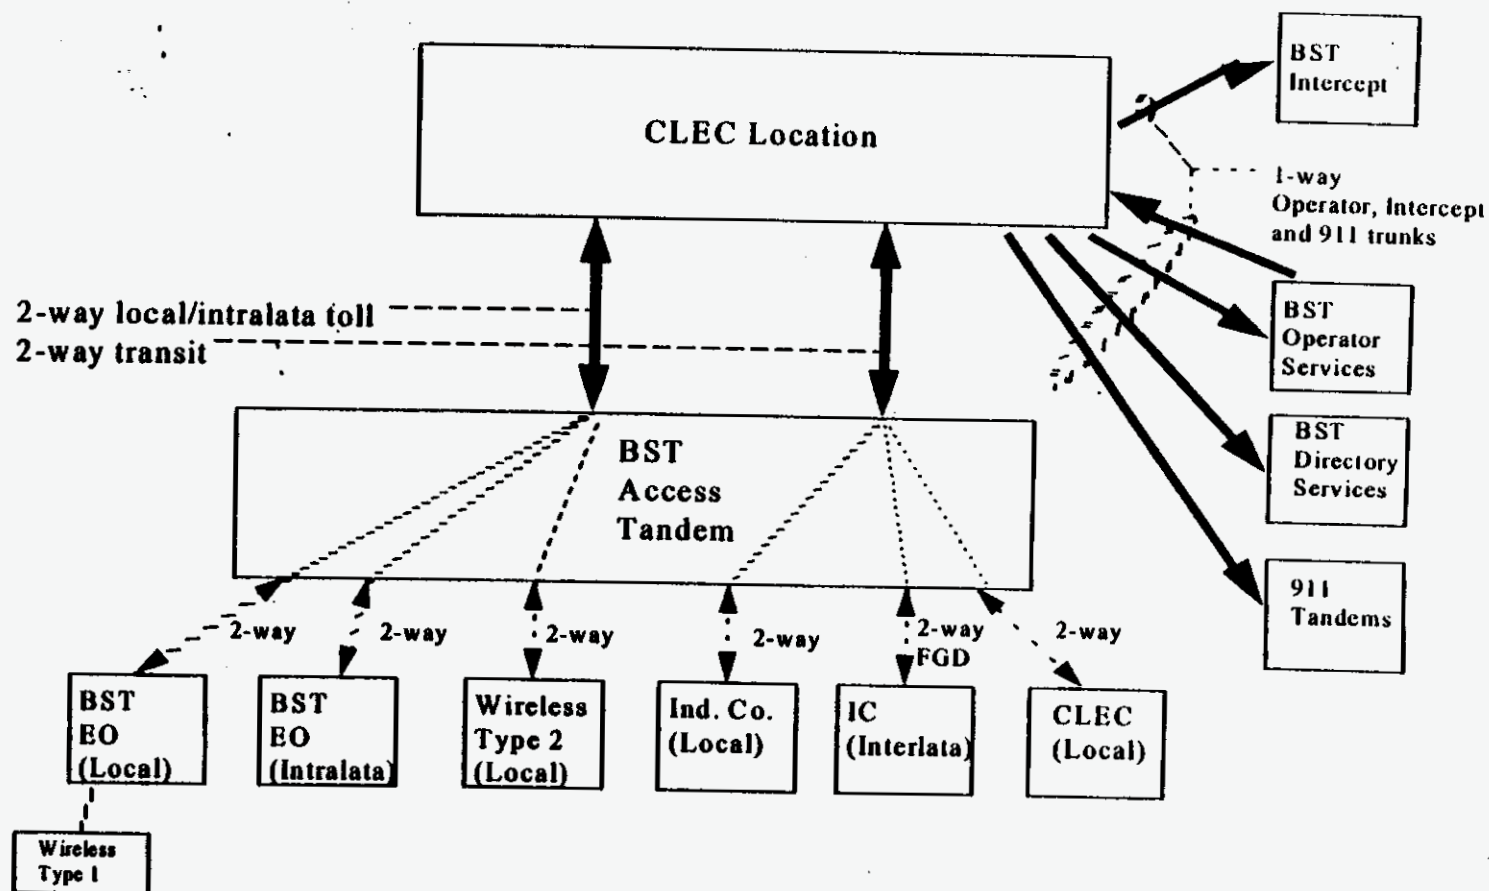 BST
Intercept
CLEC Location
1-way
Operator, Intercept
and 911 trunks
2-way local/intralata toll
2-way transit
BST
Operator
Services
BST
Directory
Services
BST
Access
Tandem
911
Tandems
2-way
2-way
2-way
2-way
2-way
FGD
2-way
BST
EO
(Local)
BST
EO
(Intralata)
Wireless
Type 2
(Local)
Ind. Co.
(Local)
IC
(Interlata)
CLEC
(Local)
Wireless
Type 1